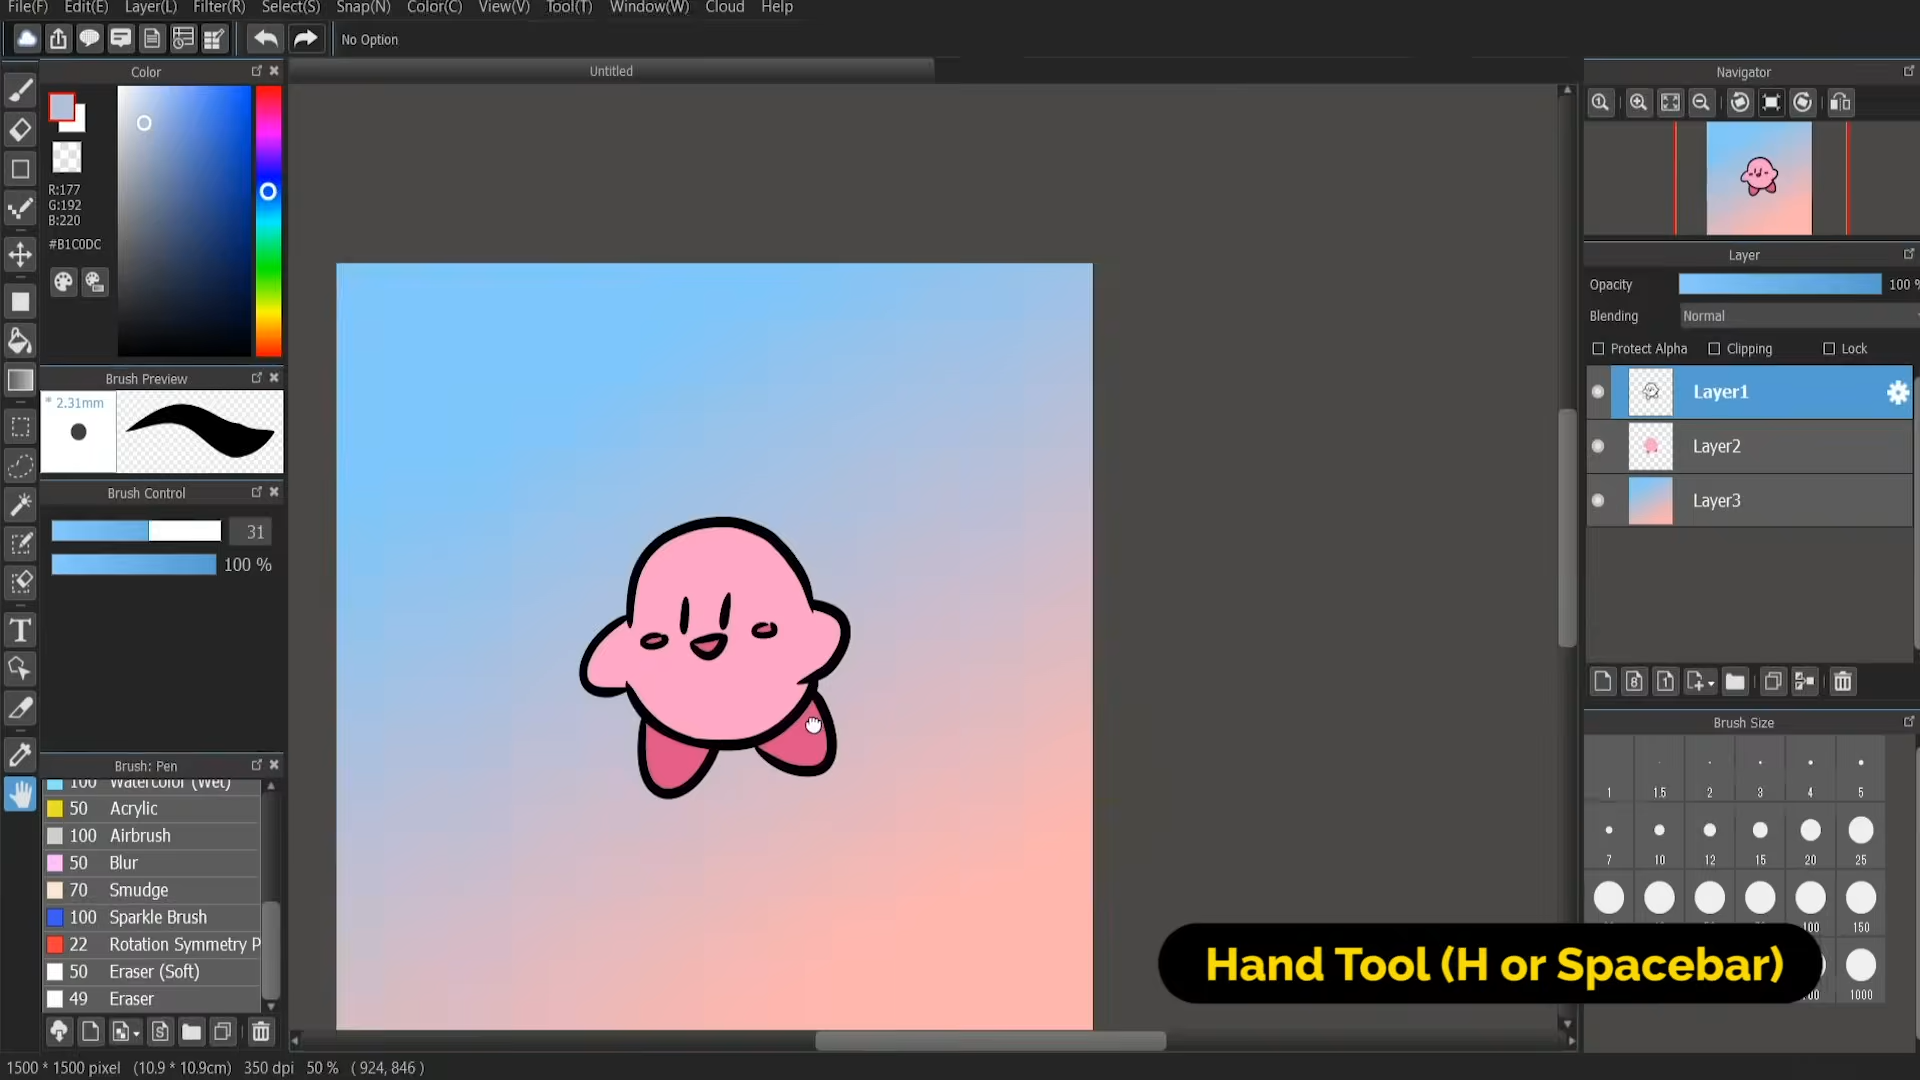 File(F) Edit(E) Layer(L) Filter(R) Select(S) Snap(N) Color(C) View(V) Tool(T) Window(W) Cloud Help
No Option
Color
Untitled
Navigator
R:177
G:192
B:220
#B1C0DC
Layer
Opacity 100 %
Blending Normal
Protect Alpha Clipping Lock
Brush Preview
* 2.31mm
Layer1
Layer2
Layer3
Brush Control
31
100 %
Brush Size
1 1.5 2 3 4 5
7 10 12 15 20 25
100 150
1000
Brush: Pen
100 Watercolor (Wet)
50 Acrylic
100 Airbrush
50 Blur
70 Smudge
100 Sparkle Brush
22 Rotation Symmetry P
50 Eraser (Soft)
49 Eraser
T
Hand Tool (H or Spacebar)
1500 * 1500 pixel (10.9 * 10.9cm) 350 dpi 50 % ( 924, 846 )